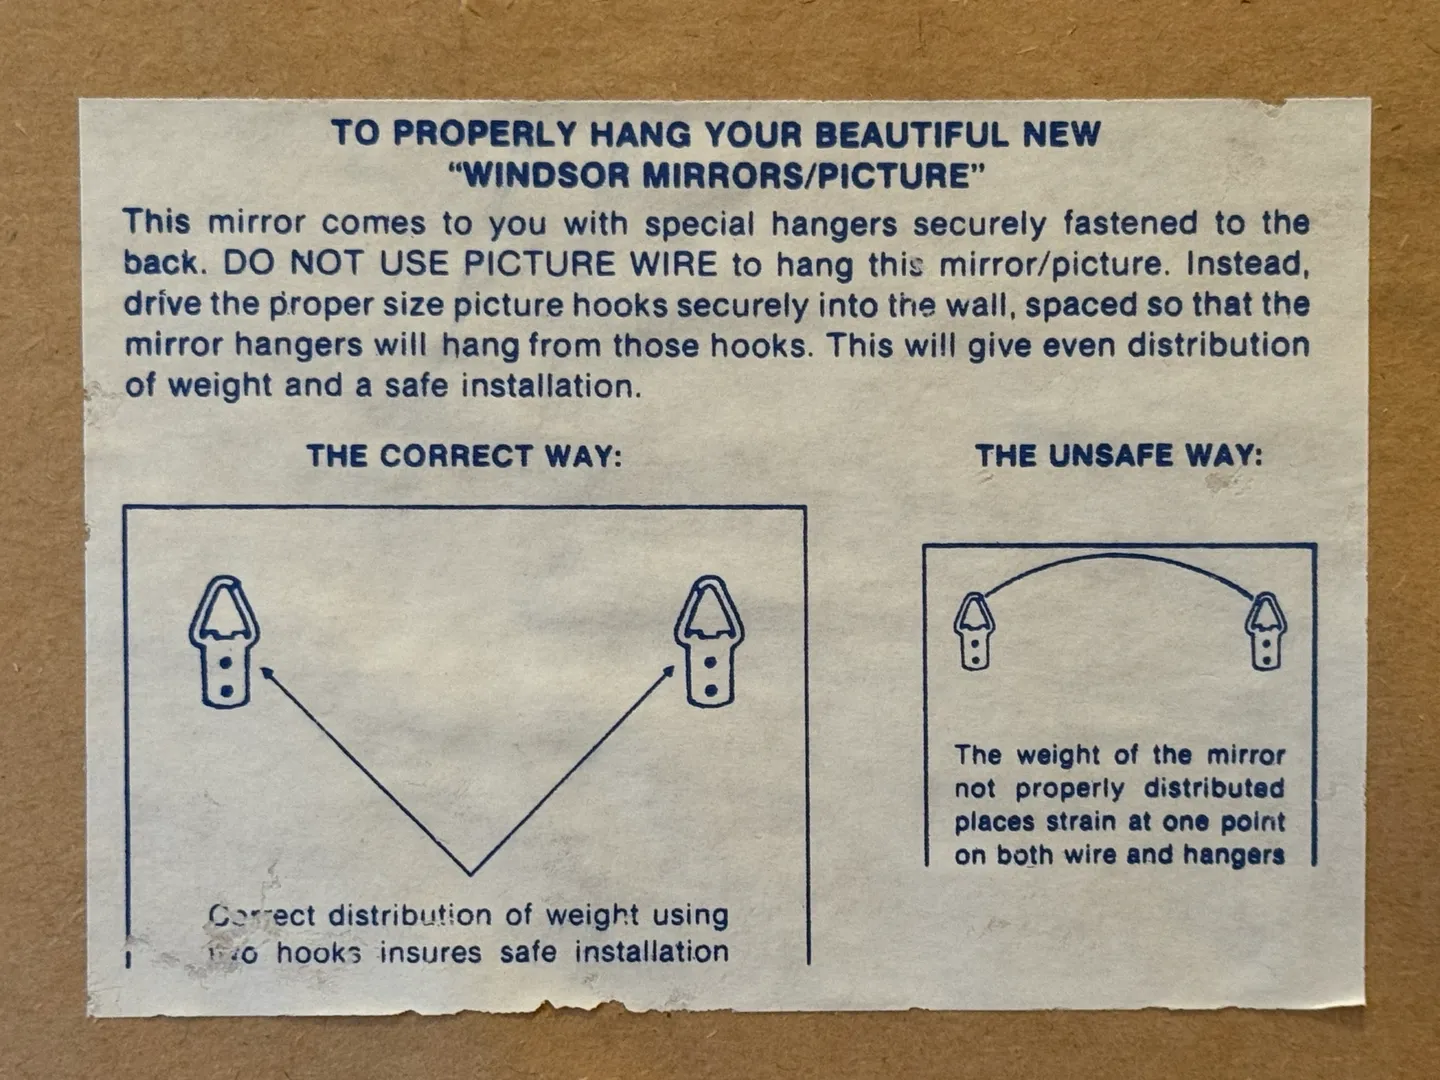 TO PROPERLY HANG YOUR BEAUTIFUL NEW
“WINDSOR MIRRORS/PICTURE”
This mirror comes to you with special hangers securely fastened to the
back. DO NOT USE PICTURE WIRE to hang this mirror/picture. Instead,
drive the proper size picture hooks securely into the wall, spaced so that the
mirror hangers will hang from those hooks. This will give even distribution
of weight and a safe installation.
THE CORRECT WAY:
Correct distribution of weight using
two hooks insures safe installation
THE UNSAFE WAY:
The weight of the mirror
not properly distributed
places strain at one point
on both wire and hangers